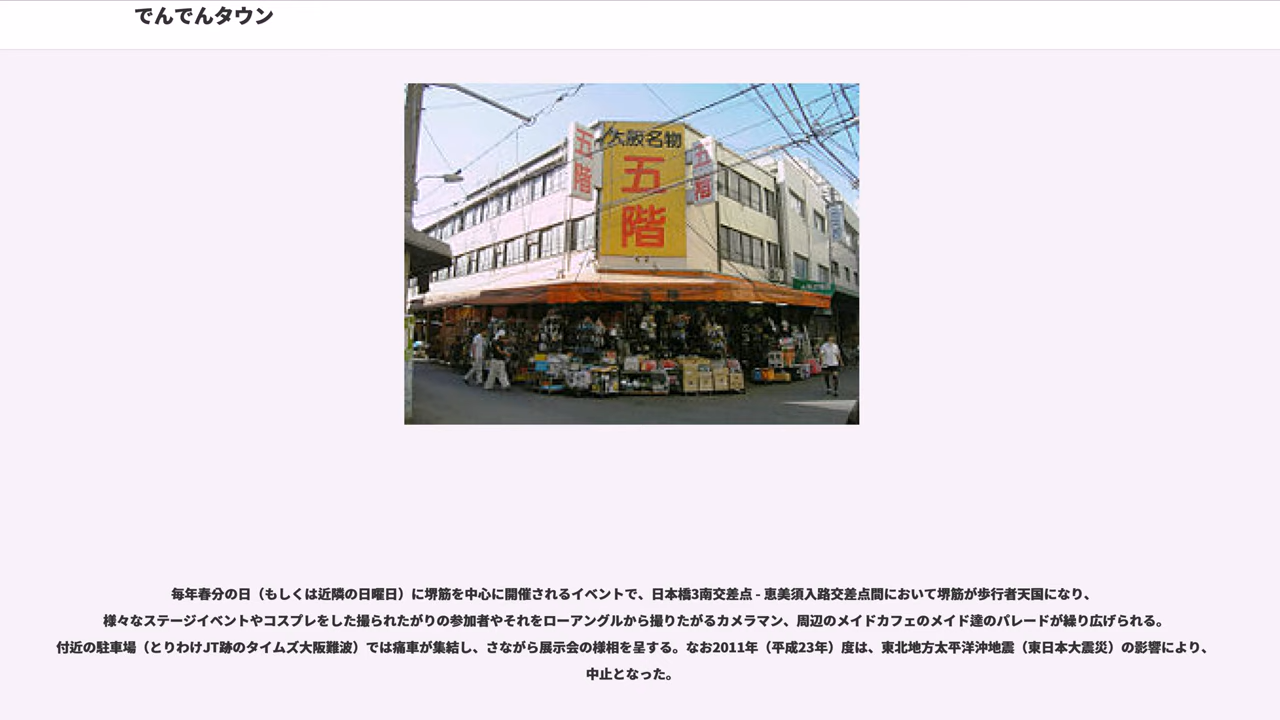 でんでんタウン
大阪名物
五階
五階
五階
毎年春分の日（もしくは近隣の日曜日）に堺筋を中心に開催されるイベントで、日本橋3南交差点 - 恵美須入路交差点間において堺筋が歩行者天国になり、
様々なステージイベントやコスプレをした撮られたがりの参加者やそれをローアングルから撮りたがるカメラマン、周辺のメイドカフェのメイド達のパレードが繰り広げられる。
付近の駐車場（とりわけJT跡のタイムズ大阪難波）では痛車が集結し、さながら展示会の様相を呈する。なお2011年（平成23年）度は、東北地方太平洋沖地震（東日本大震災）の影響により、
中止となった。